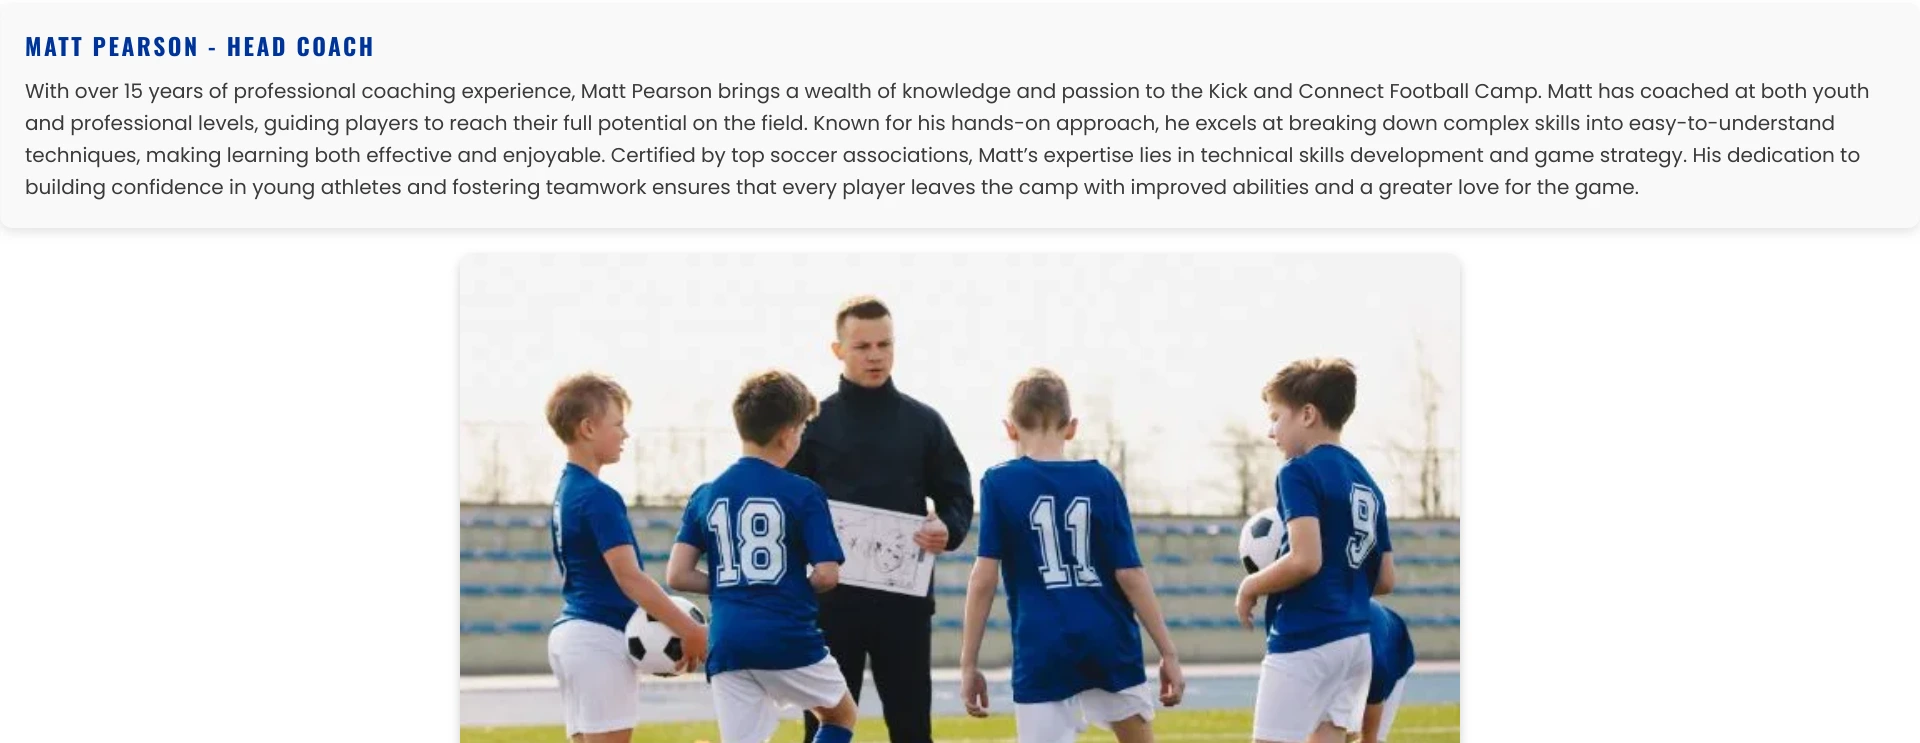 MATT PEARSON - HEAD COACH
With over 15 years of professional coaching experience, Matt Pearson brings a wealth of knowledge and passion to the Kick and Connect Football Camp. Matt has coached at both youth
and professional levels, guiding players to reach their full potential on the field. Known for his hands-on approach, he excels at breaking down complex skills into easy-to-understand
techniques, making learning both effective and enjoyable. Certified by top soccer associations, Matt’s expertise lies in technical skills development and game strategy. His dedication to
building confidence in young athletes and fostering teamwork ensures that every player leaves the camp with improved abilities and a greater love for the game.
18
11
9